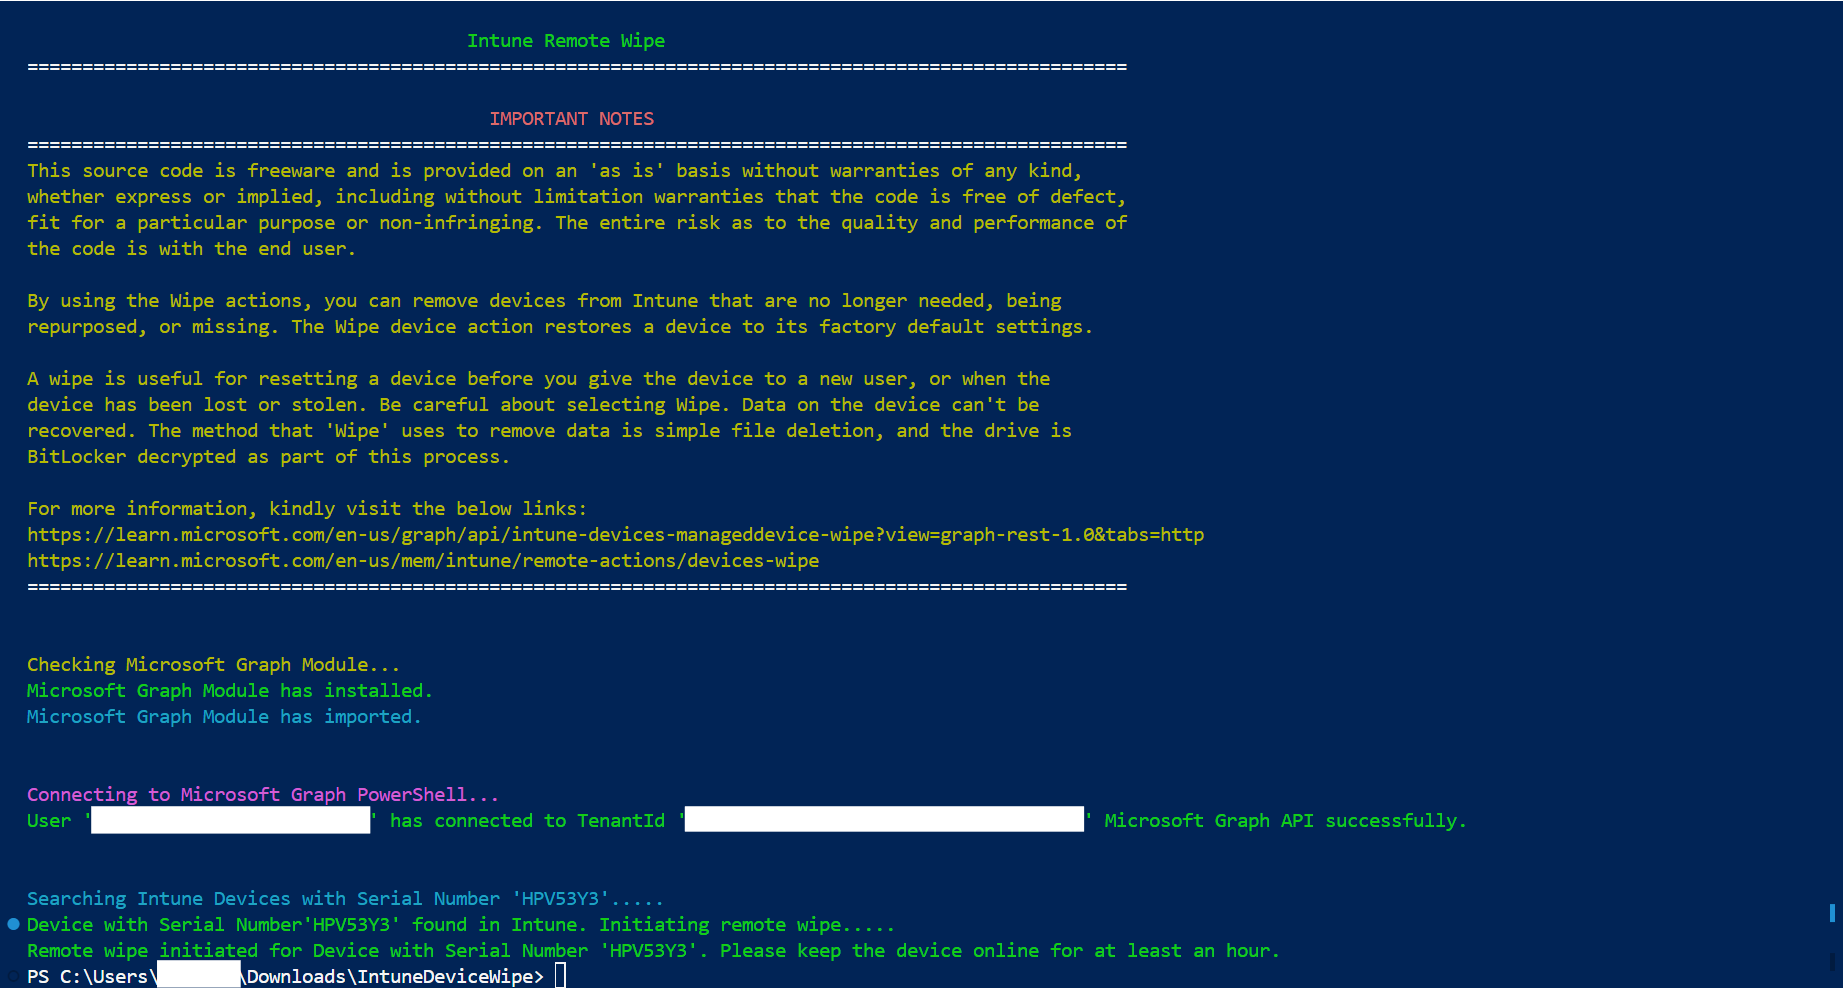 Intune Remote Wipe
====================================================================================================
IMPORTANT NOTES
====================================================================================================
This source code is freeware and is provided on an 'as is' basis without warranties of any kind,
whether express or implied, including without limitation warranties that the code is free of defect,
fit for a particular purpose or non-infringing. The entire risk as to the quality and performance of
the code is with the end user.
By using the Wipe actions, you can remove devices from Intune that are no longer needed, being
repurposed, or missing. The Wipe device action restores a device to its factory default settings.
A wipe is useful for resetting a device before you give the device to a new user, or when the
device has been lost or stolen. Be careful about selecting Wipe. Data on the device can't be
recovered. The method that 'Wipe' uses to remove data is simple file deletion, and the drive is
BitLocker decrypted as part of this process.
For more information, kindly visit the below links:
https://learn.microsoft.com/en-us/graph/api/intune-devices-manageddevice-wipe?view=graph-rest-1.0&tabs=http
https://learn.microsoft.com/en-us/mem/intune/remote-actions/devices-wipe
====================================================================================================
Checking Microsoft Graph Module...
Microsoft Graph Module has installed.
Microsoft Graph Module has imported.
Connecting to Microsoft Graph PowerShell...
User '' has connected to TenantId '' Microsoft Graph API successfully.
Searching Intune Devices with Serial Number 'HPV53Y3'.....
Device with Serial Number'HPV53Y3' found in Intune. Initiating remote wipe.....
Remote wipe initiated for Device with Serial Number 'HPV53Y3'. Please keep the device online for at least an hour.
PS C:\Users\\Downloads\IntuneDeviceWipe>